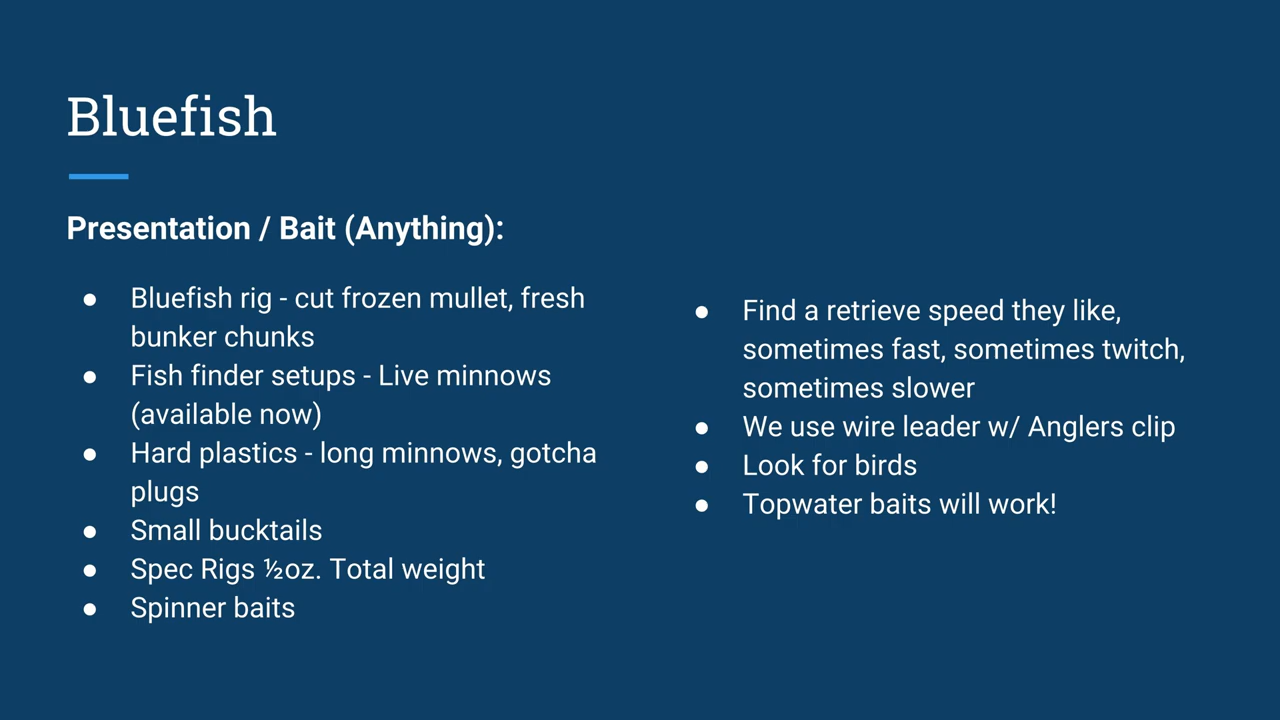 Bluefish
Presentation / Bait (Anything):
● Bluefish rig - cut frozen mullet, fresh
bunker chunks
● Fish finder setups - Live minnows
(available now)
● Hard plastics - long minnows, gotcha
plugs
● Small bucktails
● Spec Rigs ½oz. Total weight
● Spinner baits
● Find a retrieve speed they like,
sometimes fast, sometimes twitch,
sometimes slower
● We use wire leader w/ Anglers clip
● Look for birds
● Topwater baits will work!